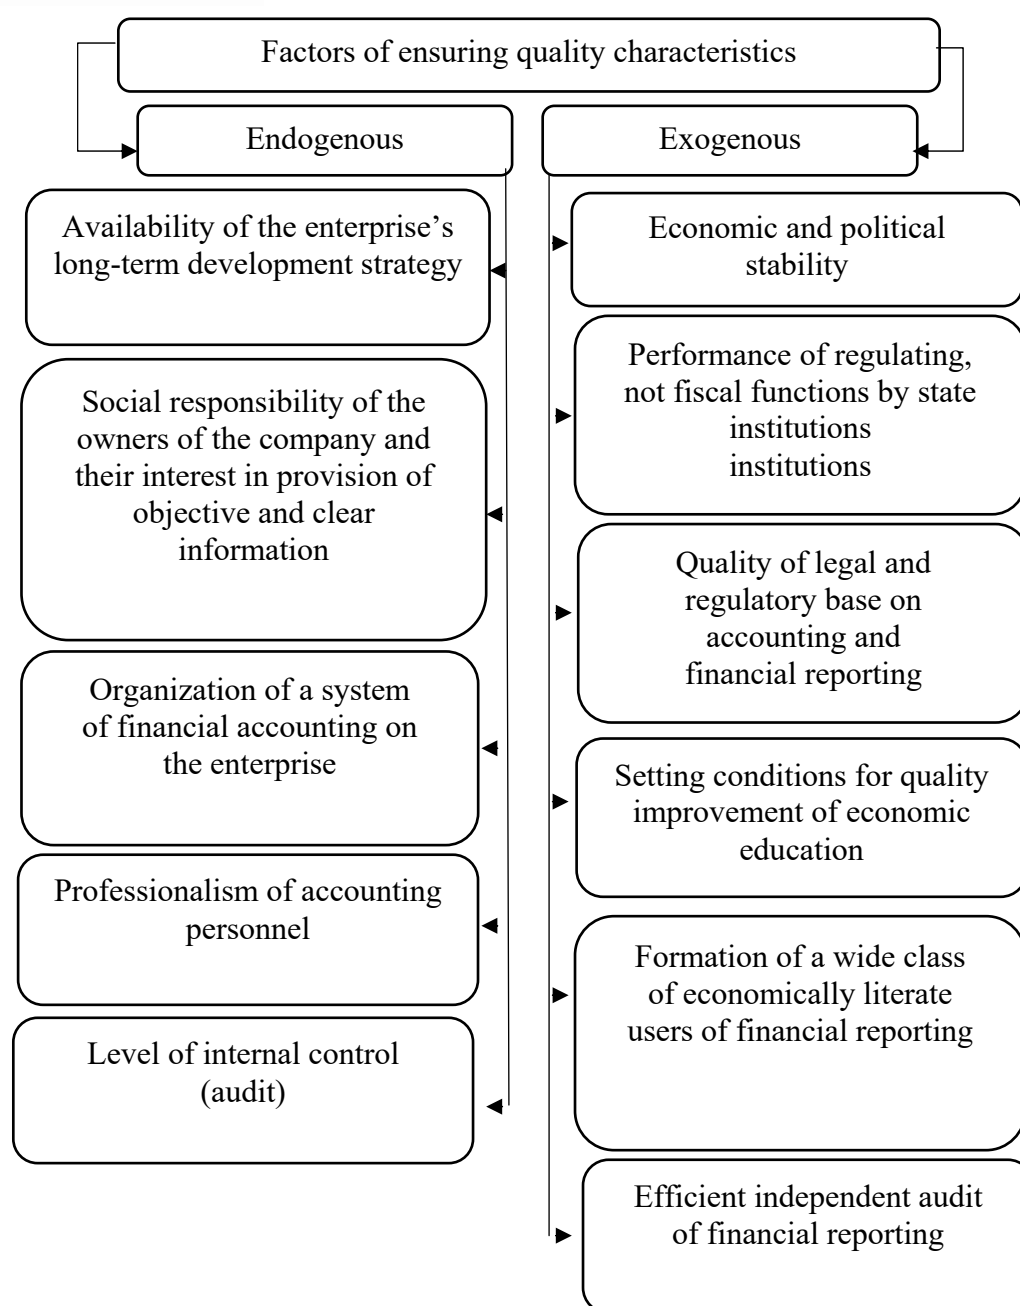 Factors of ensuring quality characteristics
Endogenous
Availability of the enterprise’s
long-term development strategy
Social responsibility of the
owners of the company and
their interest in provision of
objective and clear
information
Organization of a system
of financial accounting on
the enterprise
Professionalism of accounting
personnel
Level of internal control
(audit)
Exogenous
Economic and political
stability
Performance of regulating,
not fiscal functions by state
institutions
institutions
Quality of legal and
regulatory base on
accounting and
financial reporting
Setting conditions for quality
improvement of economic
education
Formation of a wide class
of economically literate
users of financial reporting
Efficient independent audit
of financial reporting